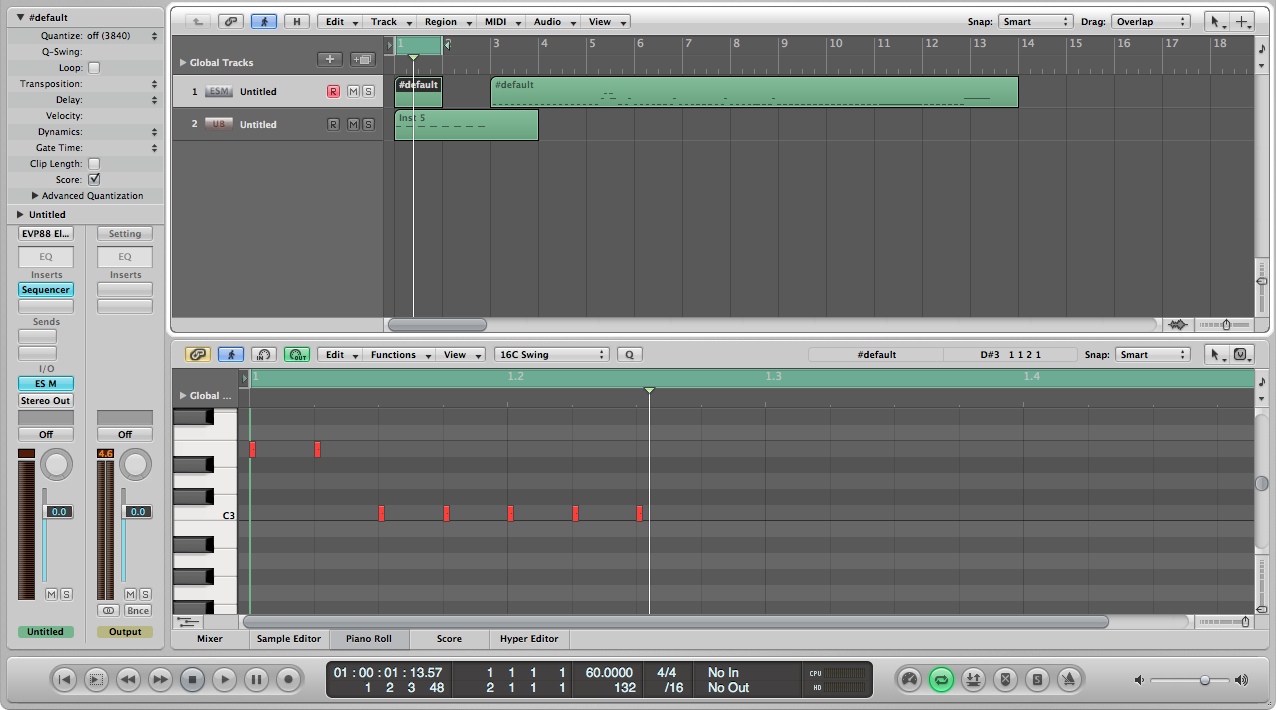 #default
Quantize: off (3840)
Q-Swing:
Loop:
Transposition:
Delay:
Velocity:
Dynamics:
Gate Time:
Clip Length:
Score:
Advanced Quantization
Untitled
EVP88 El... Setting
EQ EQ
Inserts Inserts
Sequencer
Sends
I/O
ES M
Stereo Out
Off Off
4.6
0.0 0.0
M S M S
Bnce
Untitled Output
H Edit Track Region MIDI Audio View Snap: Smart Drag: Overlap
1 2 3 4 5 6 7 8 9 10 11 12 13 14 15 16 17 18
Global Tracks
1 ESM Untitled R M S #default #default
2 UB Untitled R M S Inst 5
IN OUT Edit Functions View 16C Swing Q #default D#3 1 1 2 1 Snap: Smart
1 1.2 1.3 1.4
Global ...
C3
Mixer Sample Editor Piano Roll Score Hyper Editor
01 : 00 : 01 : 13.57 1 1 1 1 60.0000 4/4 No In CPU
1 2 3 48 2 1 1 1 132 /16 No Out HD
S